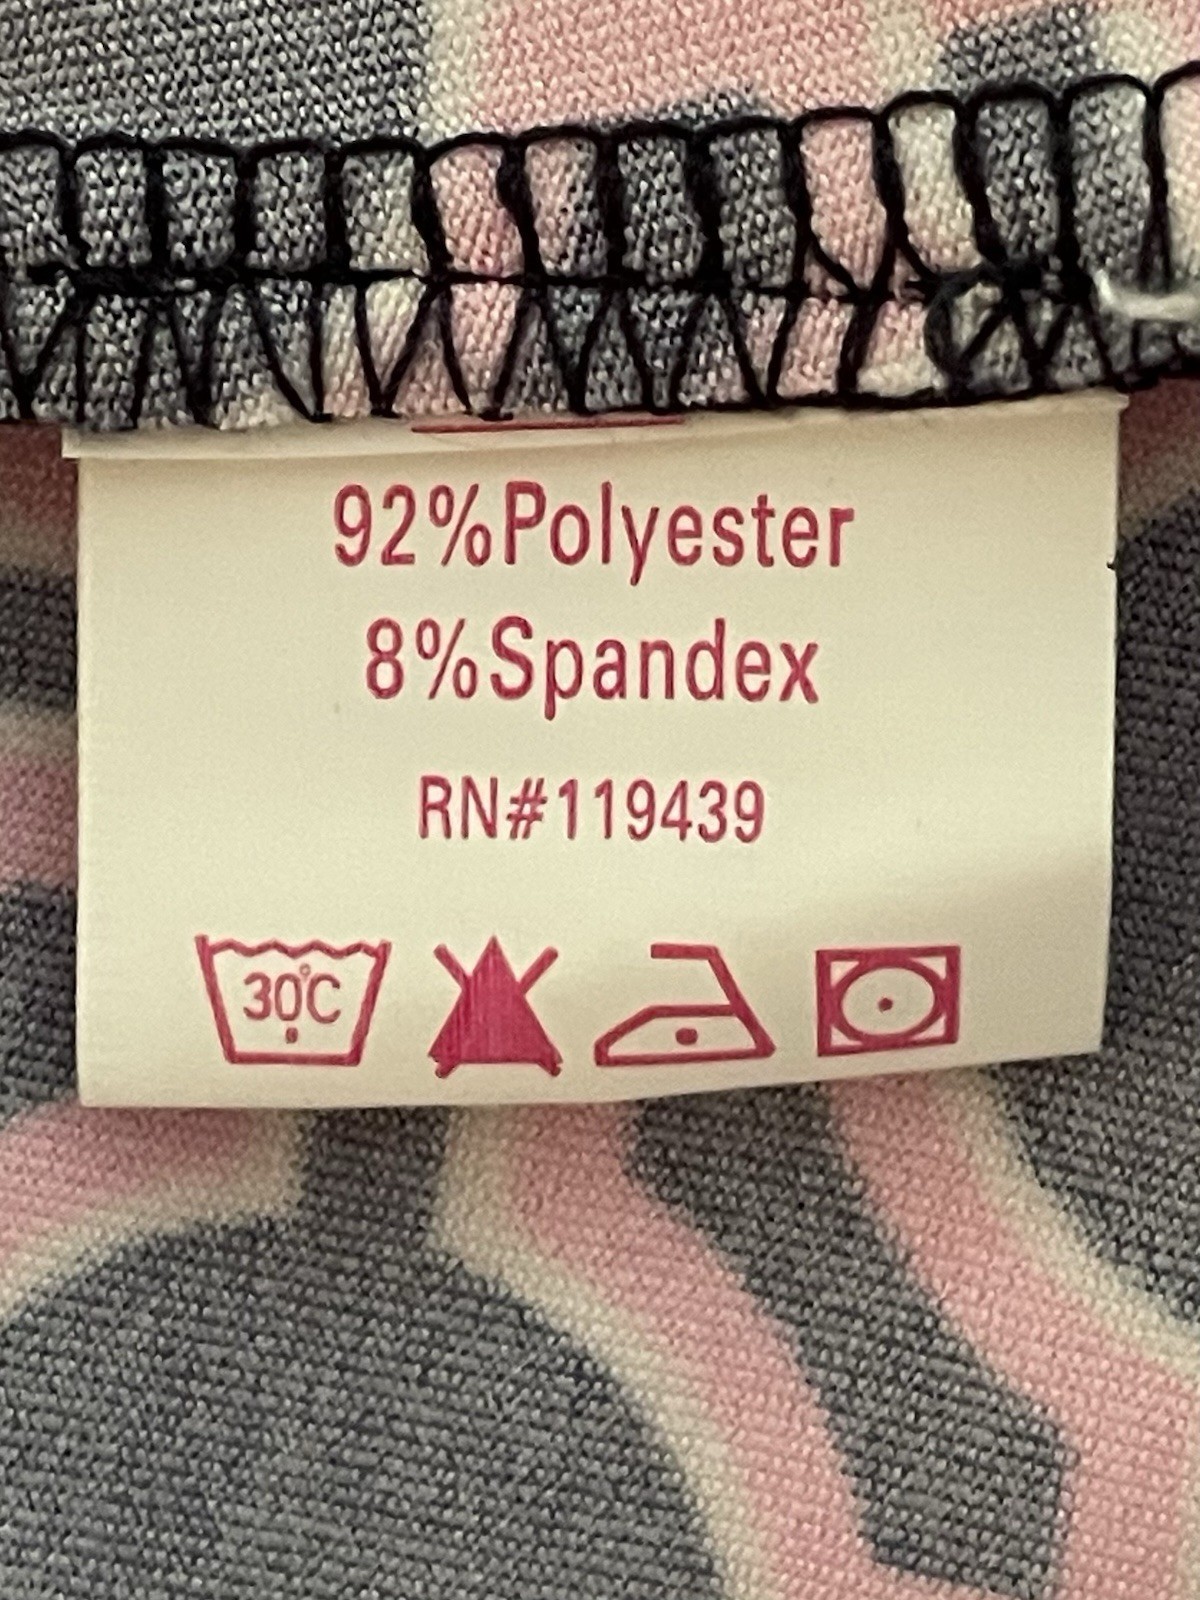 92%Polyester
8%Spandex
RN#119439
30°C